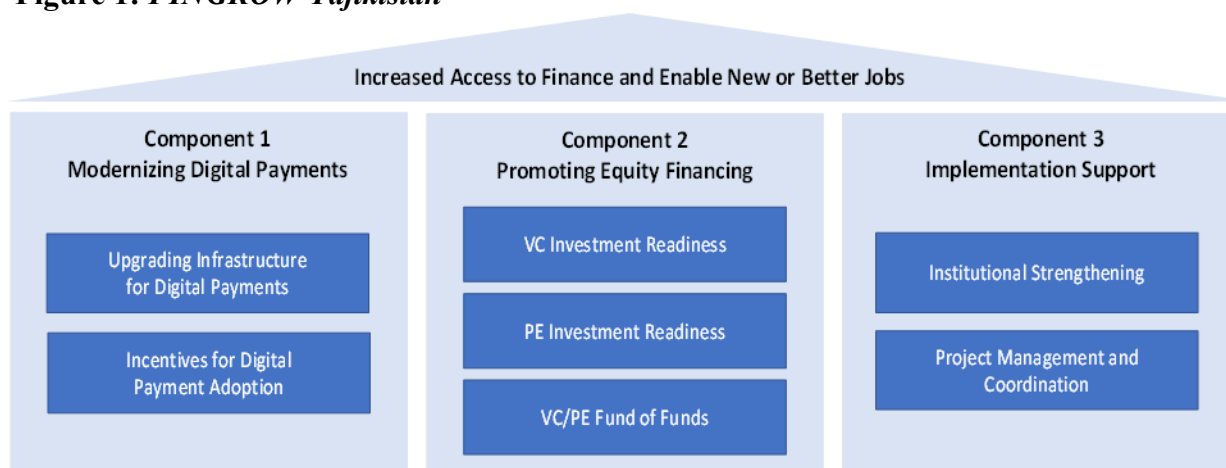 Figure 1: FINGROW Tajikistan
Increased Access to Finance and Enable New or Better Jobs
Component 1
Modernizing Digital Payments
Upgrading Infrastructure
for Digital Payments
Incentives for Digital
Payment Adoption
Component 2
Promoting Equity Financing
VC Investment Readiness
PE Investment Readiness
VC/PE Fund of Funds
Component 3
Implementation Support
Institutional Strengthening
Project Management and
Coordination